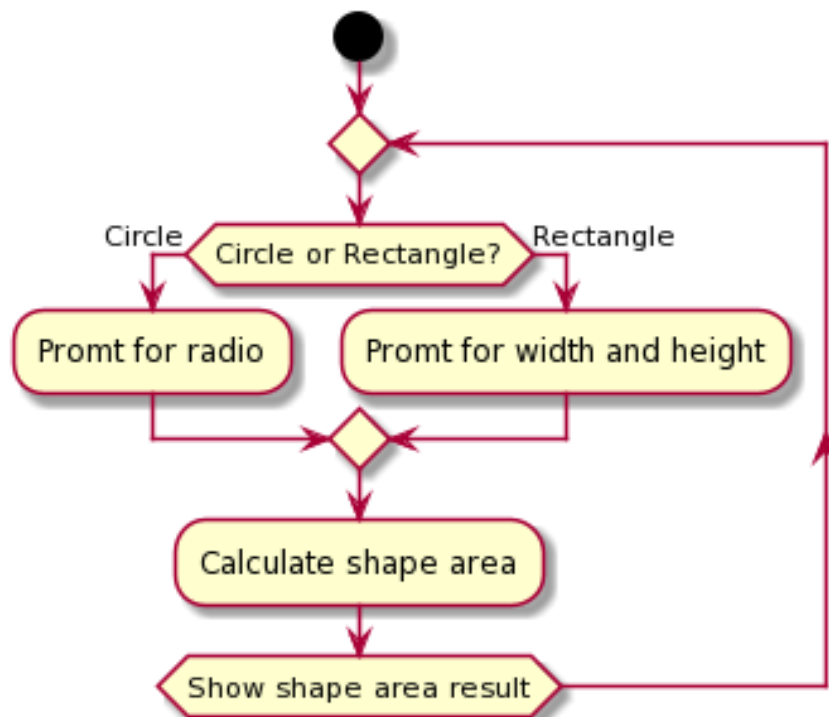 Circle
Circle or Rectangle?
Rectangle
Promt for radio
Promt for width and height
Calculate shape area
Show shape area result